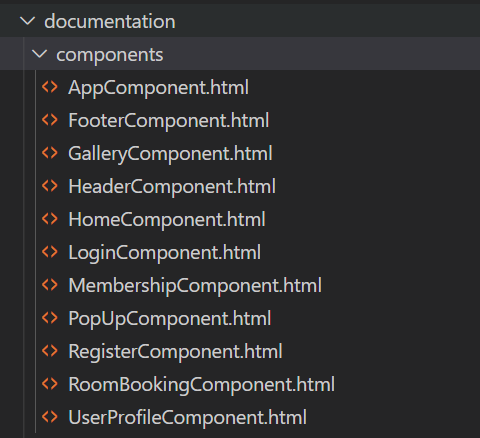 documentation
components
AppComponent.html
FooterComponent.html
GalleryComponent.html
HeaderComponent.html
HomeComponent.html
LoginComponent.html
MembershipComponent.html
PopUpComponent.html
RegisterComponent.html
RoomBookingComponent.html
UserProfileComponent.html